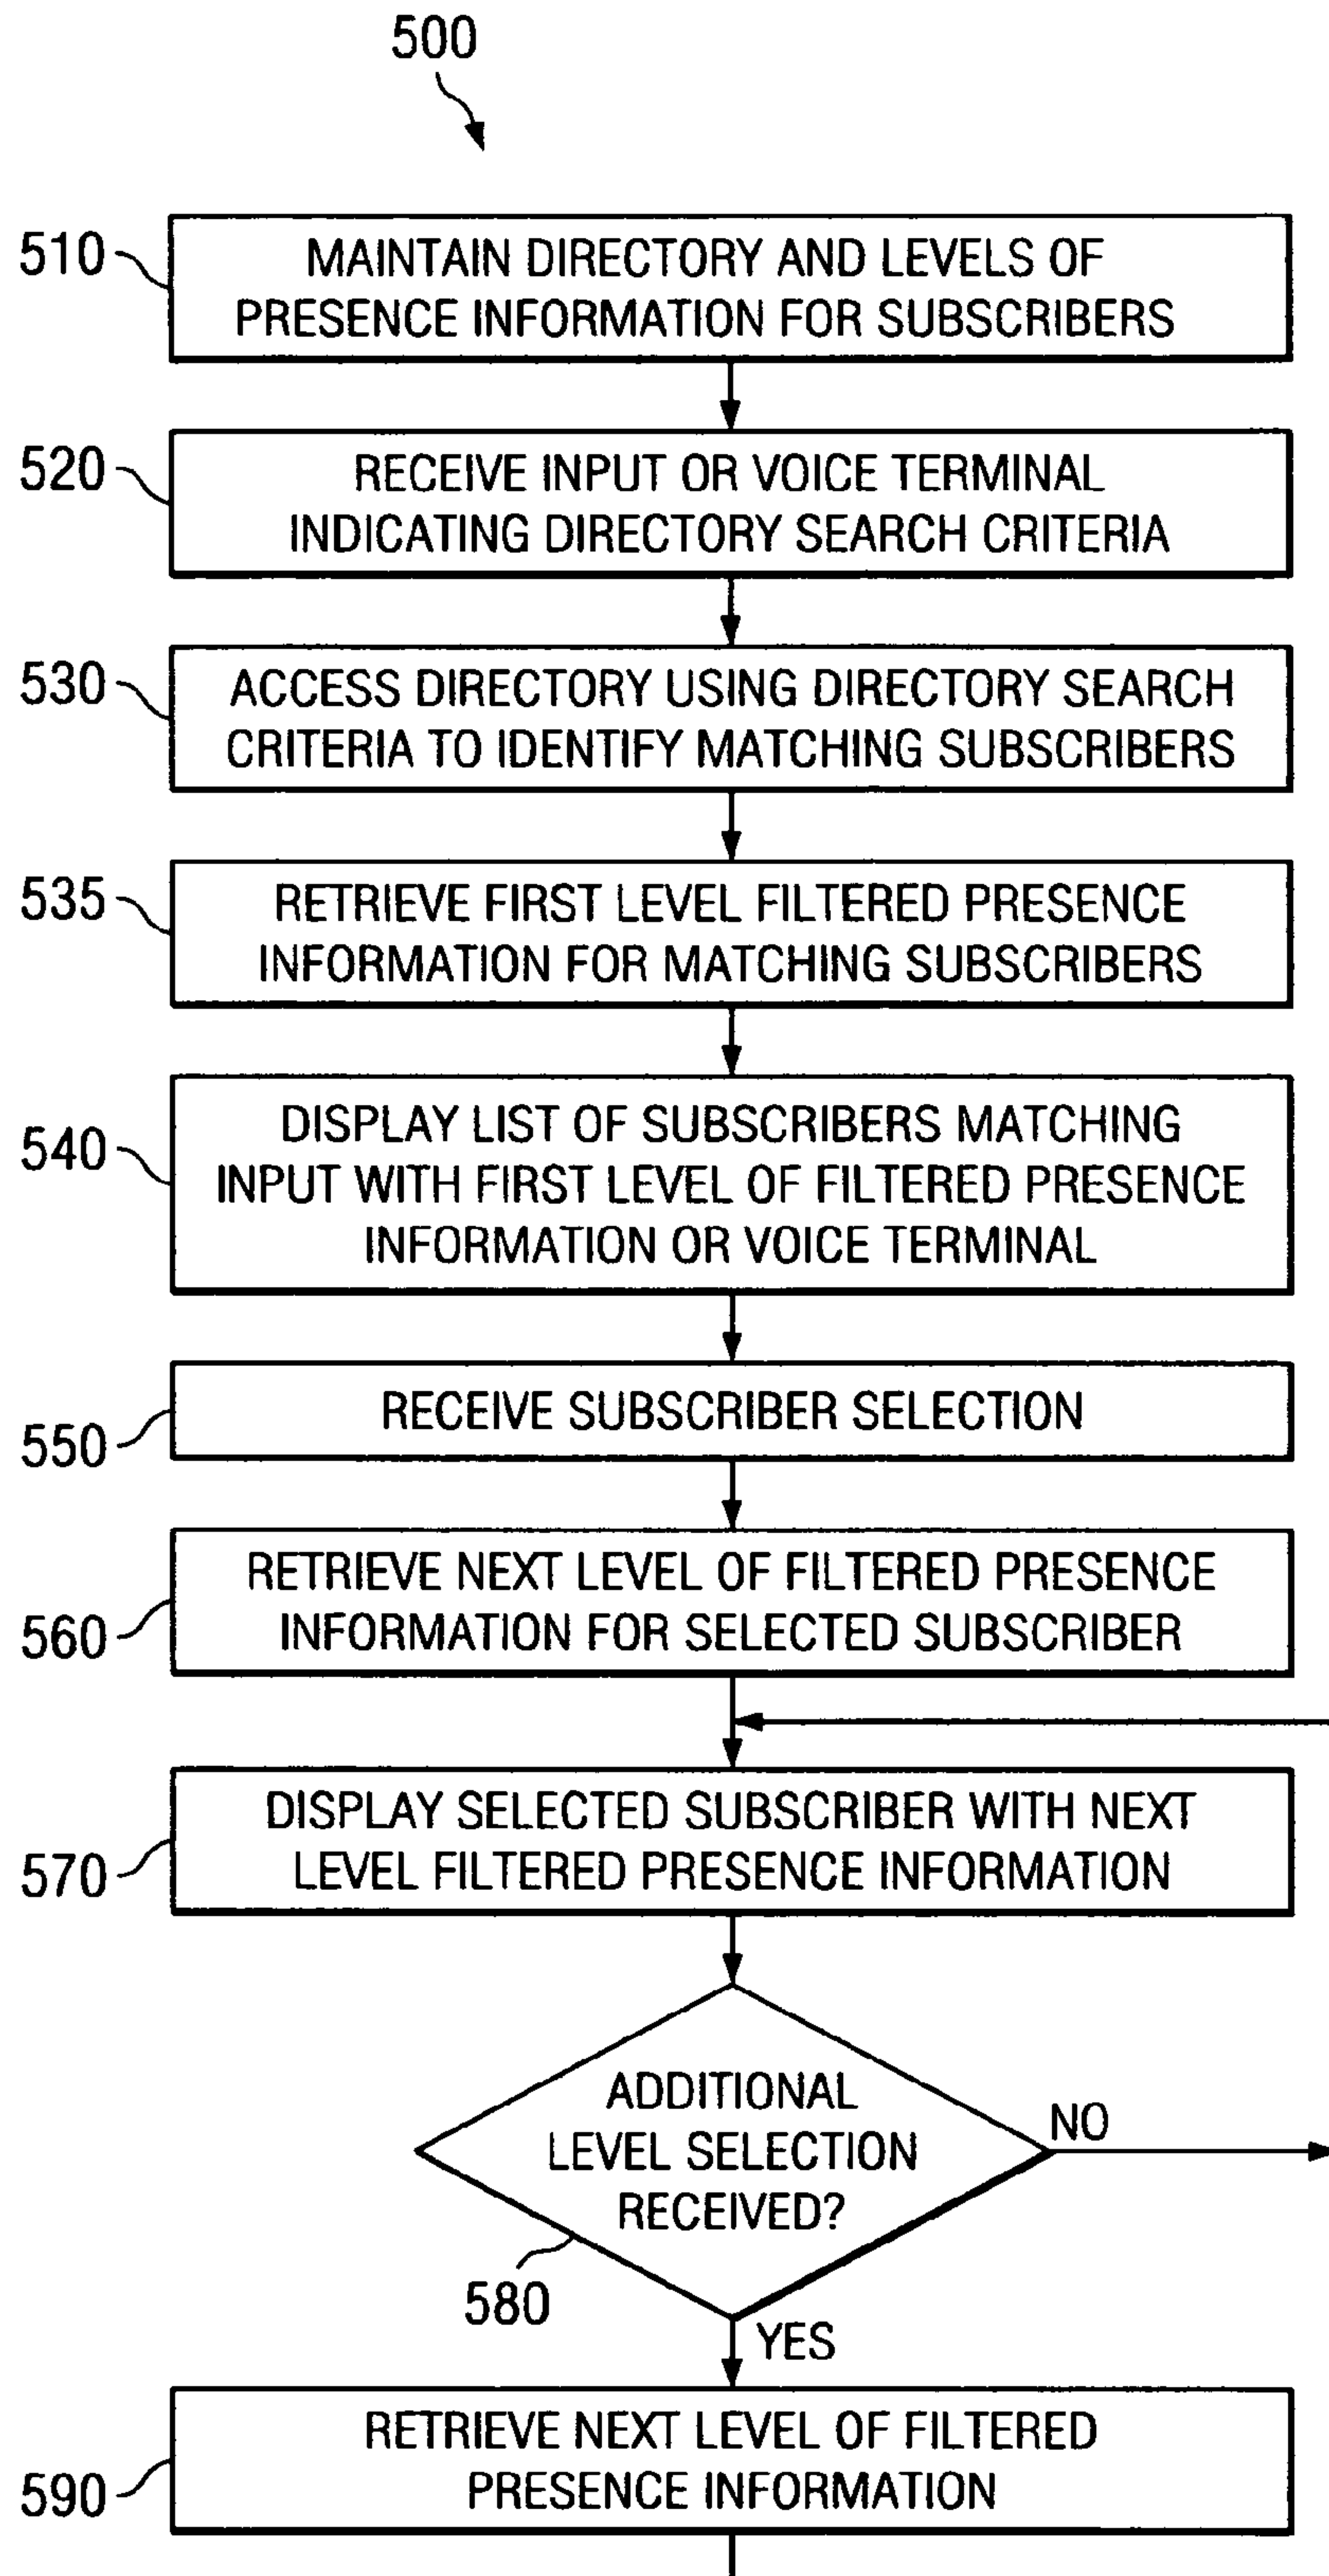 500
510
MAINTAIN DIRECTORY AND LEVELS OF
PRESENCE INFORMATION FOR SUBSCRIBERS
520
RECEIVE INPUT OR VOICE TERMINAL
INDICATING DIRECTORY SEARCH CRITERIA
530
ACCESS DIRECTORY USING DIRECTORY SEARCH
CRITERIA TO IDENTIFY MATCHING SUBSCRIBERS
535
RETRIEVE FIRST LEVEL FILTERED PRESENCE
INFORMATION FOR MATCHING SUBSCRIBERS
540
DISPLAY LIST OF SUBSCRIBERS MATCHING
INPUT WITH FIRST LEVEL OF FILTERED PRESENCE
INFORMATION OR VOICE TERMINAL
550
RECEIVE SUBSCRIBER SELECTION
560
RETRIEVE NEXT LEVEL OF FILTERED PRESENCE
INFORMATION FOR SELECTED SUBSCRIBER
570
DISPLAY SELECTED SUBSCRIBER WITH NEXT
LEVEL FILTERED PRESENCE INFORMATION
ADDITIONAL
LEVEL SELECTION
RECEIVED?
NO
580
YES
590
RETRIEVE NEXT LEVEL OF FILTERED
PRESENCE INFORMATION